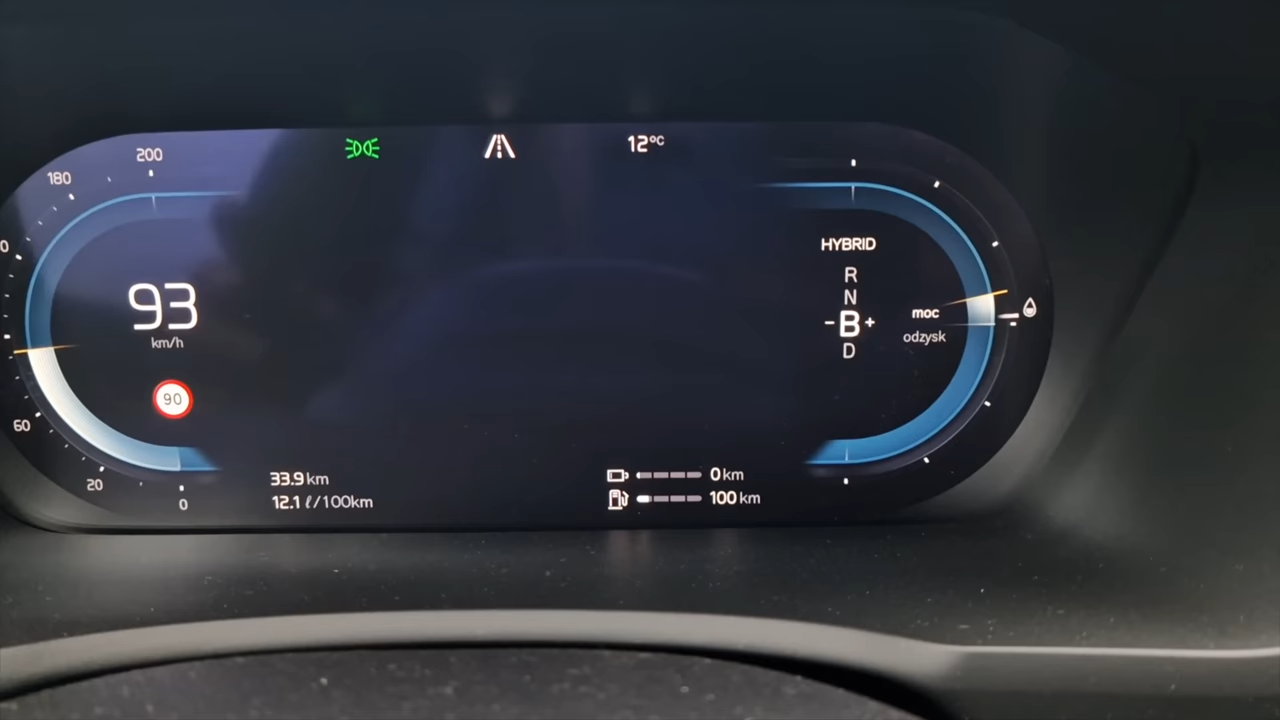 200
180
0
60
20
0
93
km/h
90
33.9 km
12.1 ℓ/100km
12°C
HYBRID
R
N
-B+
D
moc
odzysk
0 km
100 km